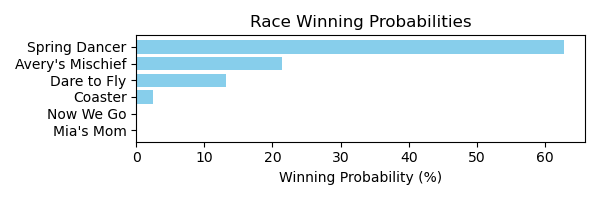 Race Winning Probabilities
Spring Dancer
Avery's Mischief
Dare to Fly
Coaster
Now We Go
Mia's Mom
0 10 20 30 40 50 60
Winning Probability (%)